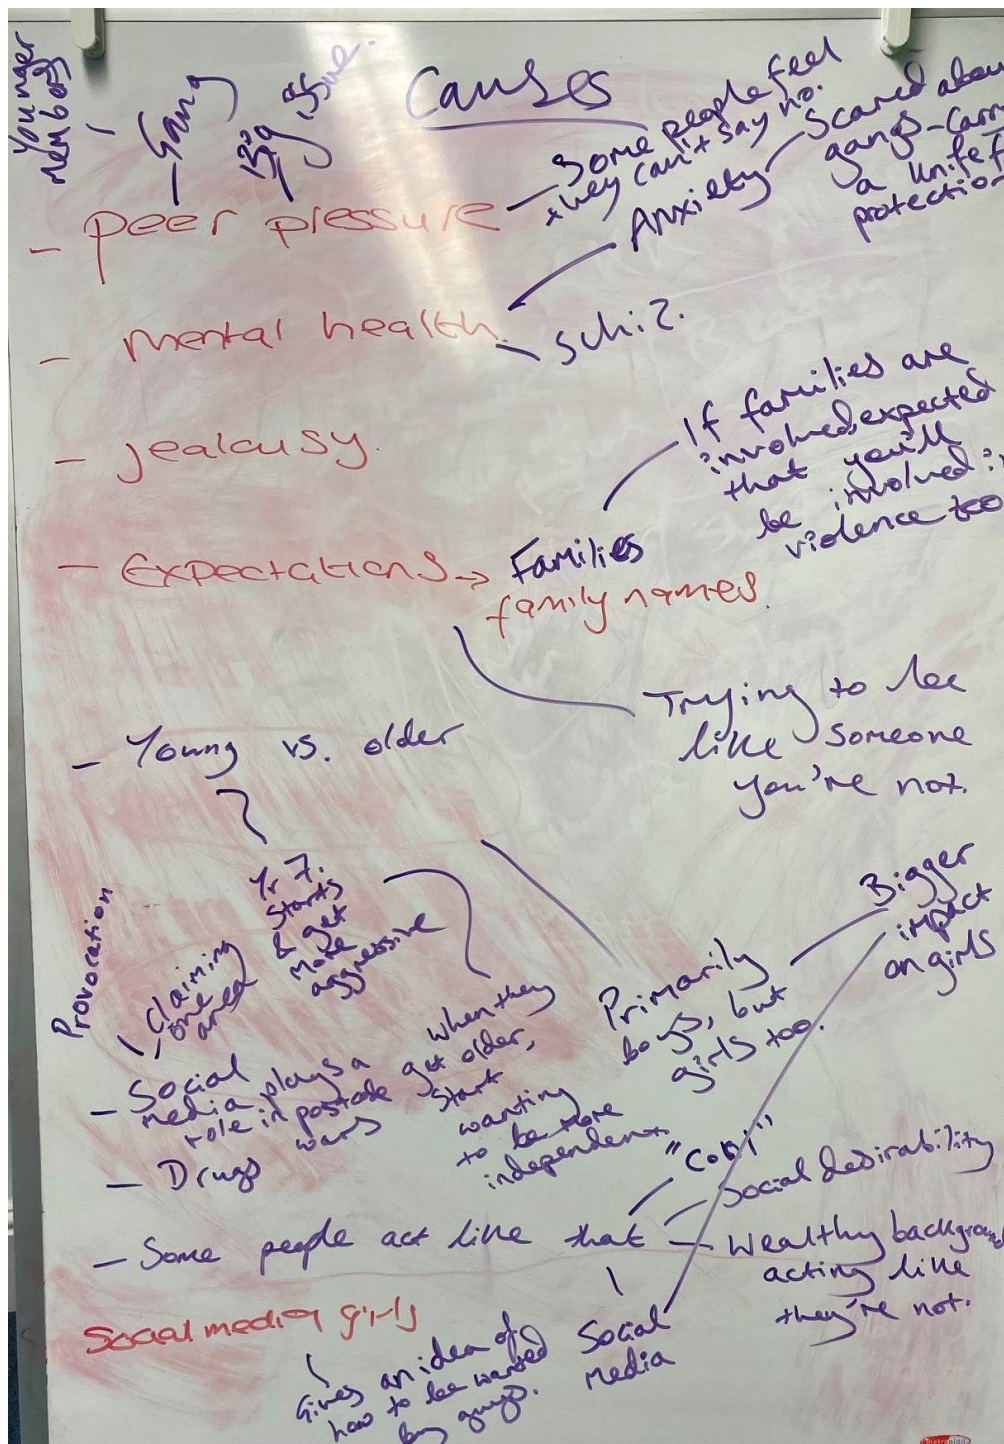 Causes
Younger
Members
Gang
Big issue.
- peer pressure
Some people feel
they can't say no.
Anxiety
Scared about
gangs - carry
a knife f
protection
- Mental health.
Schiz.
- jealousy.
- Expectations → Families
family names.
If families are
involved, expected
that you'll
be involved i
violence too
Trying to be
like someone
you're not.
- Young vs. older
Yr 7.
Starts
& get
more
aggressive
When they
get older,
start
wanting
to be more
independent.
Primarily
boys, but
girls too.
Bigger
impact
on girls
Provocation
Claiming
one
area
- Social
media plays a
role in postcode
wars
- Drugs
- Some people act like that
"Cool"
Social desirability
Wealthy background
acting like
they're not.
Social
media
Social media girls
Gives an idea of
how to be wanted
by guys.